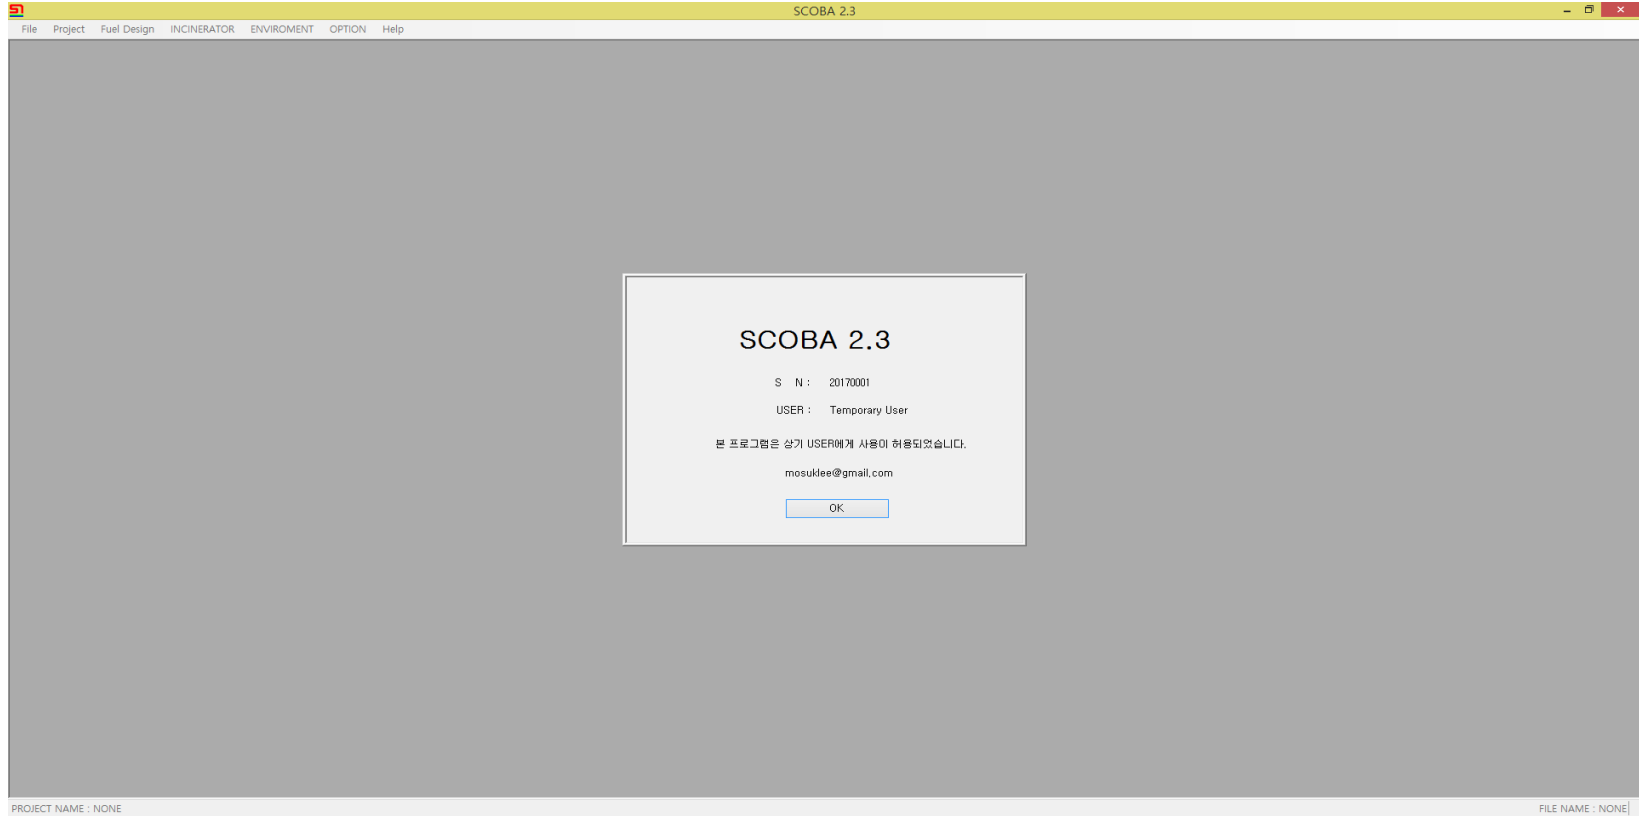 SCOBA 2.3
File Project Fuel Design INCINERATOR ENVIROMENT OPTION Help
SCOBA 2.3
S N : 20170001
USER : Temporary User
본 프로그램은 상기 USER에게 사용이 허용되었습니다.
mosuklee@gmail.com
OK
PROJECT NAME : NONE
FILE NAME : NONE